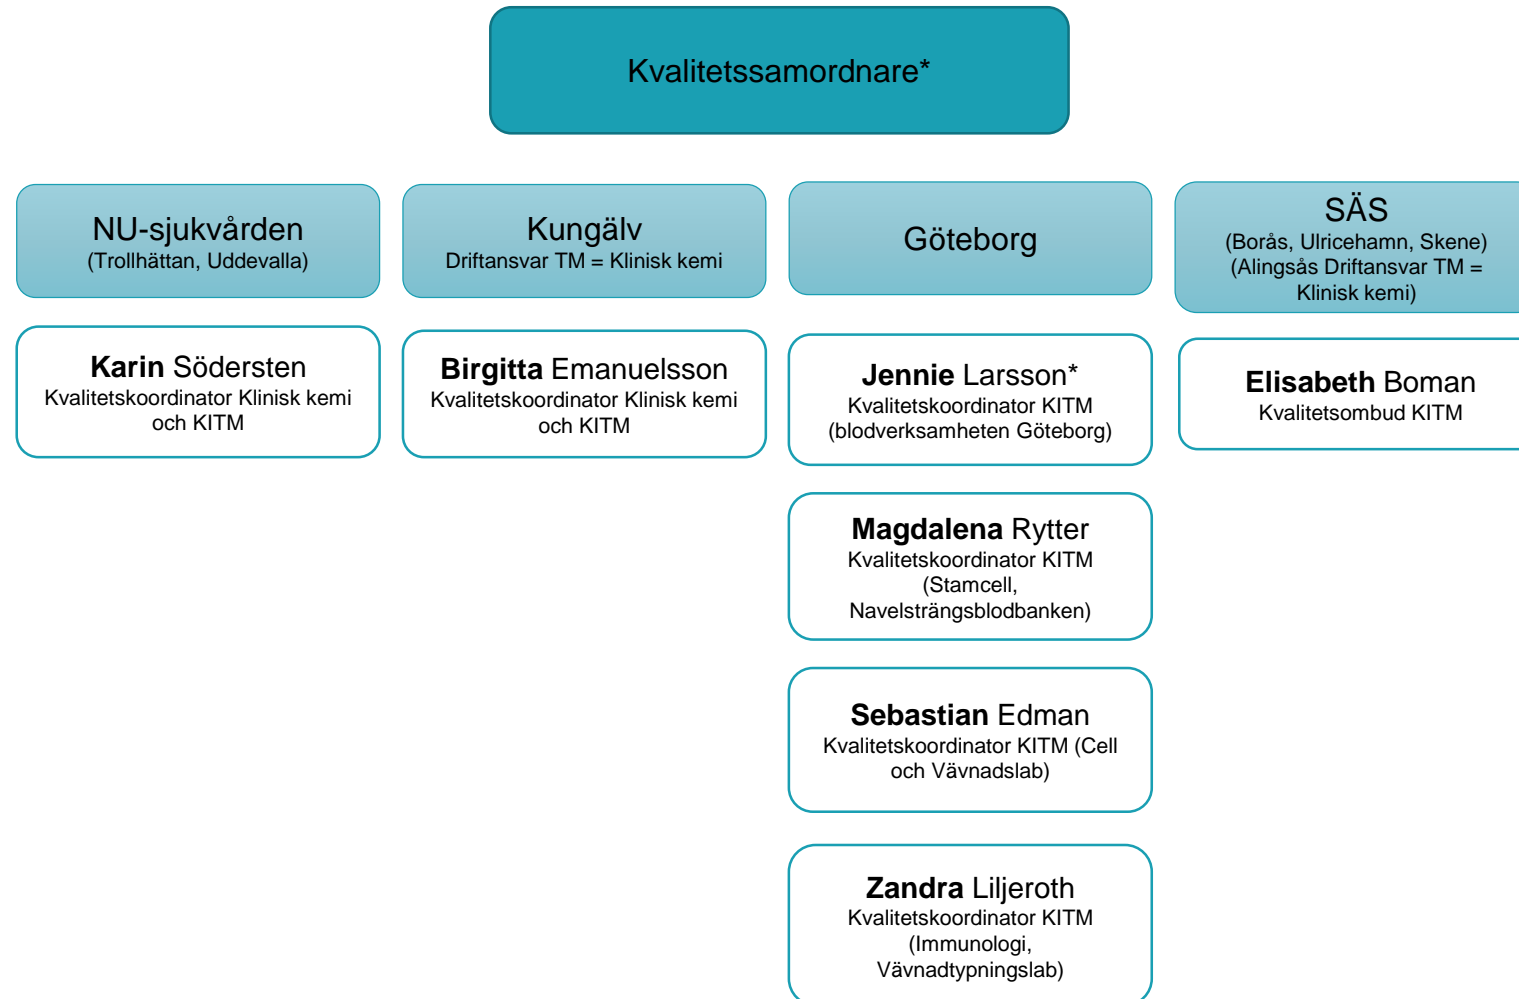 Kvalitetssamordnare*
NU-sjukvården
(Trollhättan, Uddevalla)
Karin Södersten
Kvalitetskoordinator Klinisk kemi
och KITM
Kungälv
Driftansvar TM = Klinisk kemi
Birgitta Emanuelsson
Kvalitetskoordinator Klinisk kemi
och KITM
Göteborg
Jennie Larsson*
Kvalitetskoordinator KITM
(blodverksamheten Göteborg)
Magdalena Rytter
Kvalitetskoordinator KITM
(Stamcell,
Navelsträngsblodbanken)
Sebastian Edman
Kvalitetskoordinator KITM (Cell
och Vävnadslab)
Zandra Liljeroth
Kvalitetskoordinator KITM
(Immunologi,
Vävnadtypningslab)
SÄS
(Borås, Ulricehamn, Skene)
(Alingsås Driftansvar TM =
Klinisk kemi)
Elisabeth Boman
Kvalitetsombud KITM